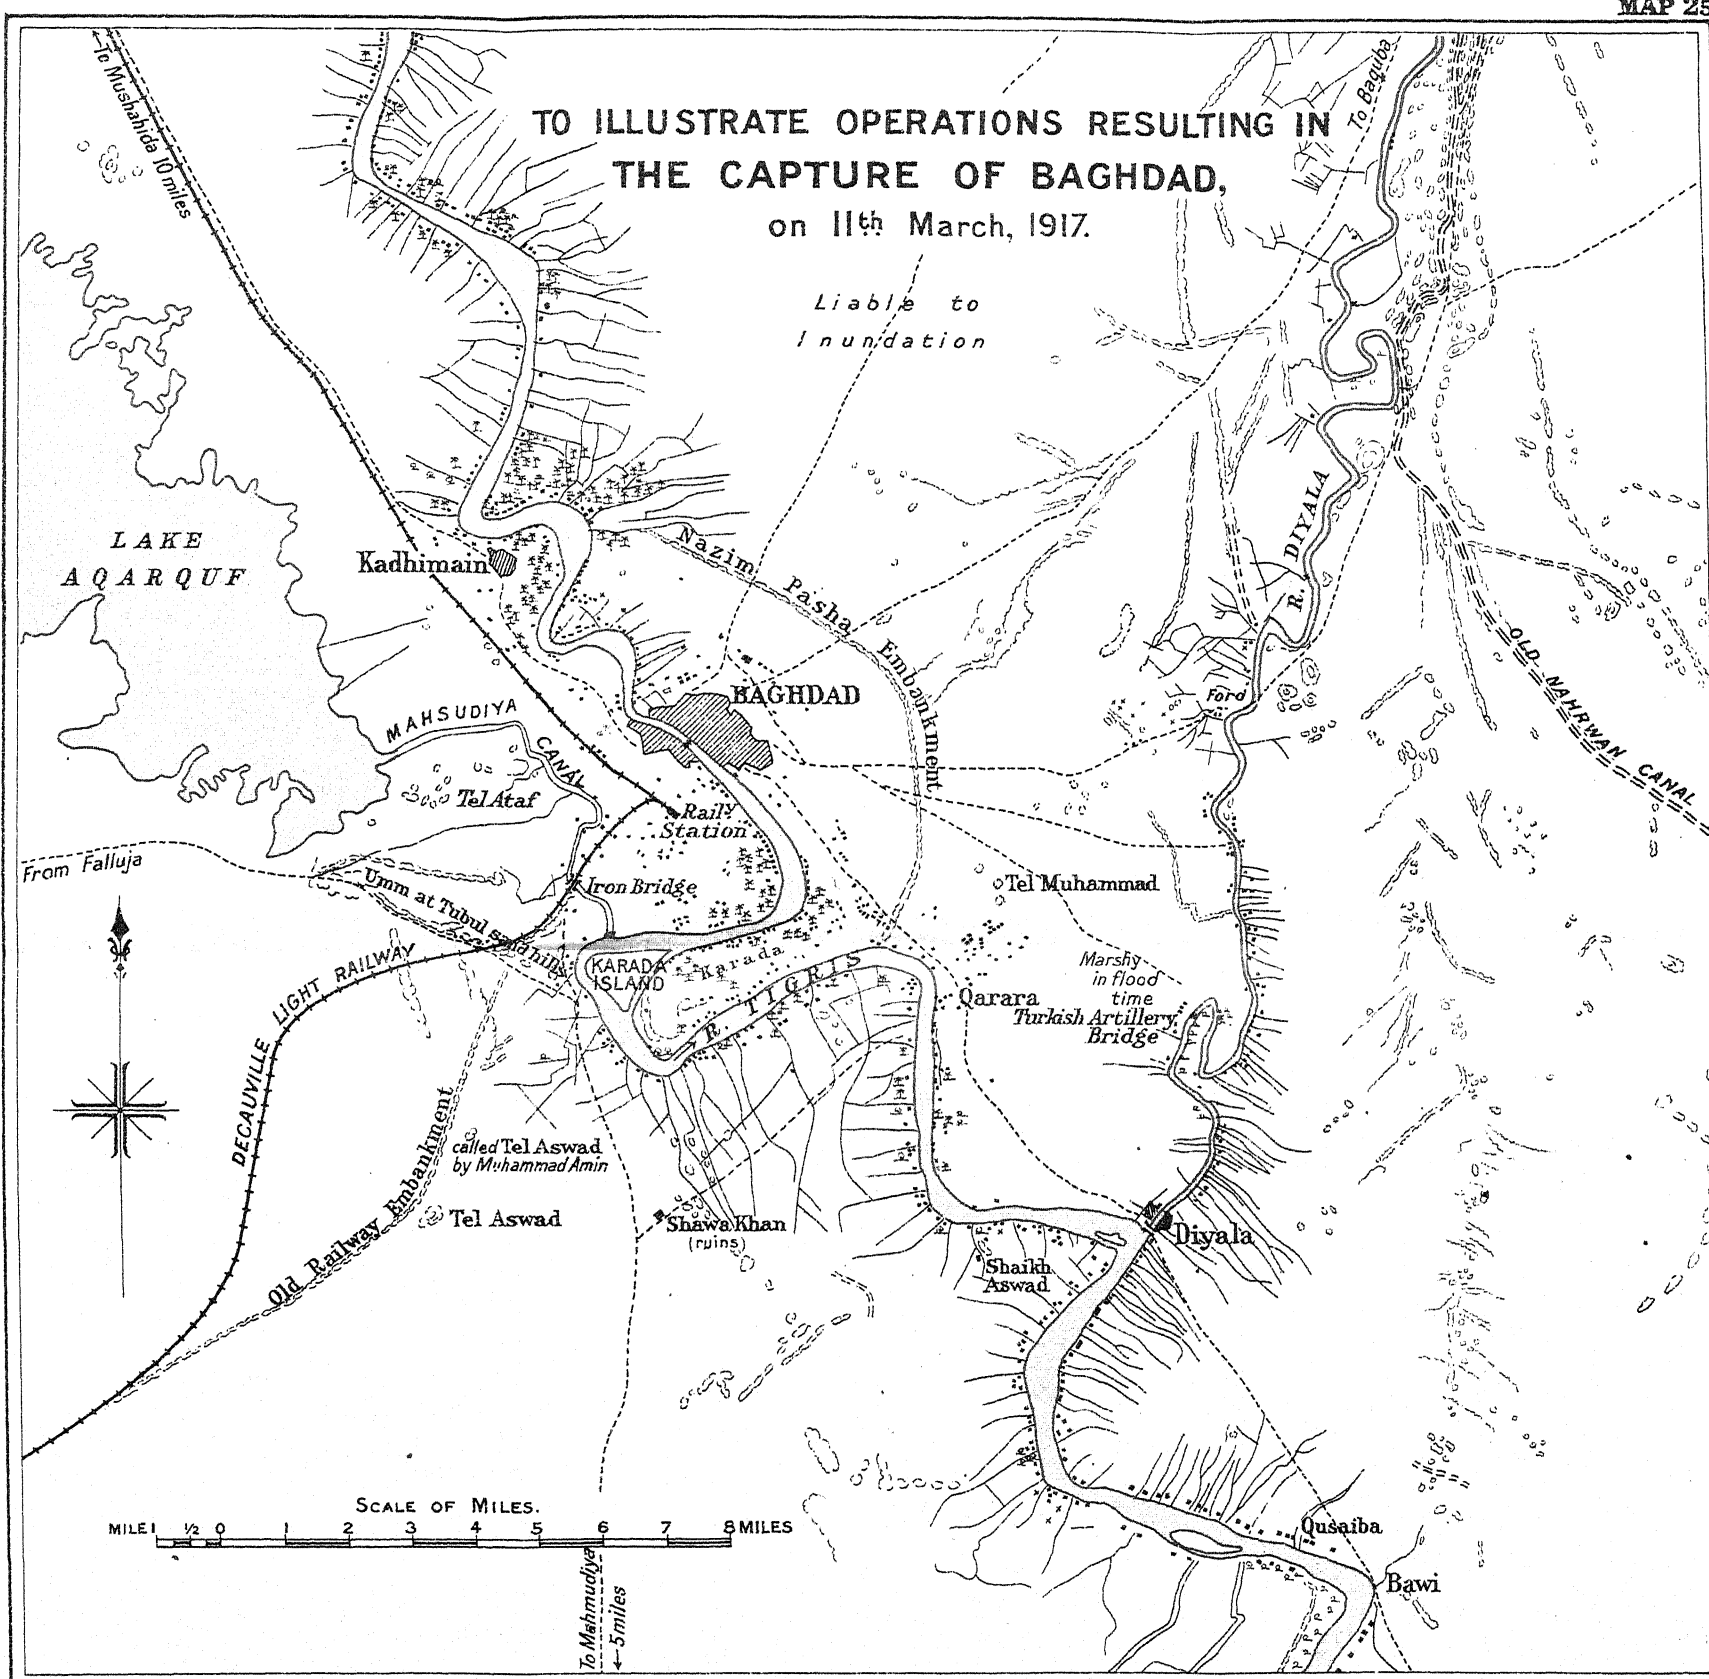 MAP 25
To Mushahida 10 miles
To Baquba
TO ILLUSTRATE OPERATIONS RESULTING IN
THE CAPTURE OF BAGHDAD,
on 11th March, 1917.
Liable to
Inundation
LAKE
AQARQUF
Kadhimain
Nazim Pasha Embankment
R. DIYALA
OLD NAHRWAN CANAL
BAGHDAD
Ford
MAHSUDIYA CANAL
Tel Ataf
Raily
Station
From Falluja
Iron Bridge
Umm at Tubul sandhills
Tel Muhammad
DECAUVILLE LIGHT RAILWAY
KARADA
ISLAND
Karada
R. TIGRIS
Marshy
in flood
time
Qarara
Turkish Artillery
Bridge
called Tel Aswad
by Muhammad Amin
Old Railway Embankment
Tel Aswad
Shawa Khan
(ruins)
Diyala
Shaikh
Aswad
SCALE OF MILES.
MILE 1 ½ 0 1 2 3 4 5 6 7 8 MILES
Qusaiba
Bawi
To Mahmudiya
←5 miles